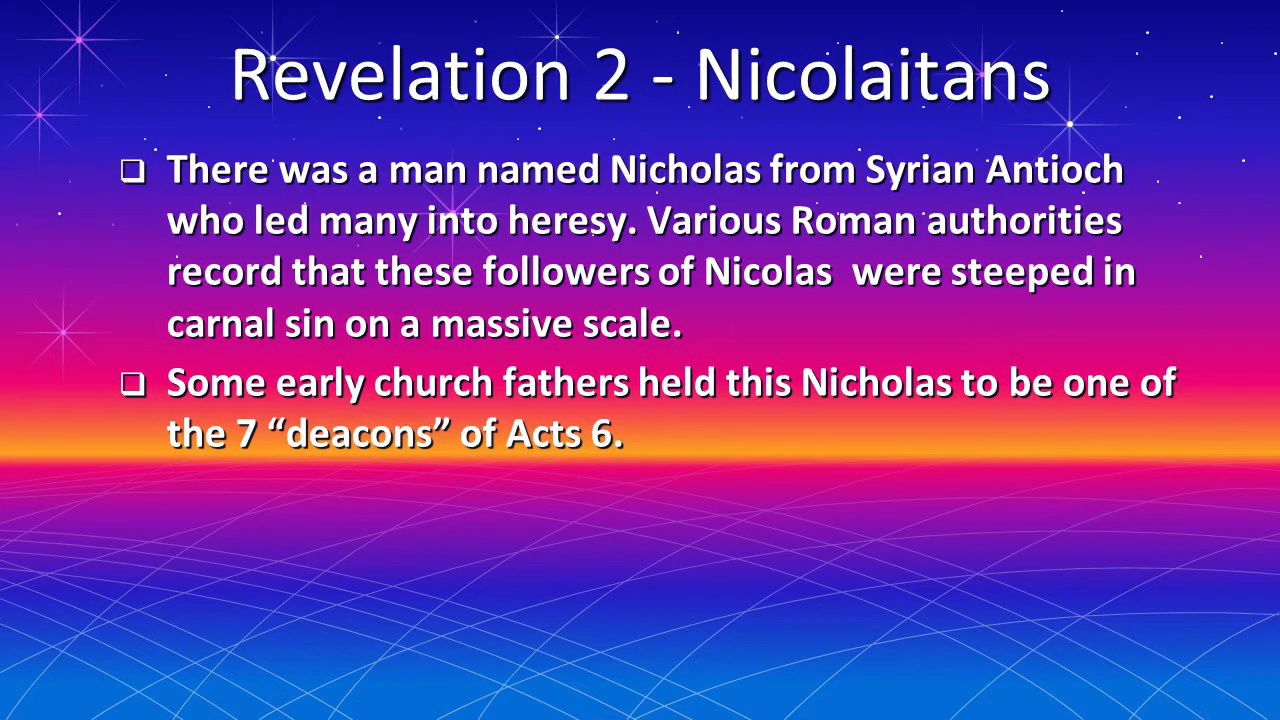 Revelation 2 - Nicolaitans
❑ There was a man named Nicholas from Syrian Antioch
who led many into heresy. Various Roman authorities
record that these followers of Nicolas  were steeped in
carnal sin on a massive scale.
❑ Some early church fathers held this Nicholas to be one of
the 7 “deacons” of Acts 6.